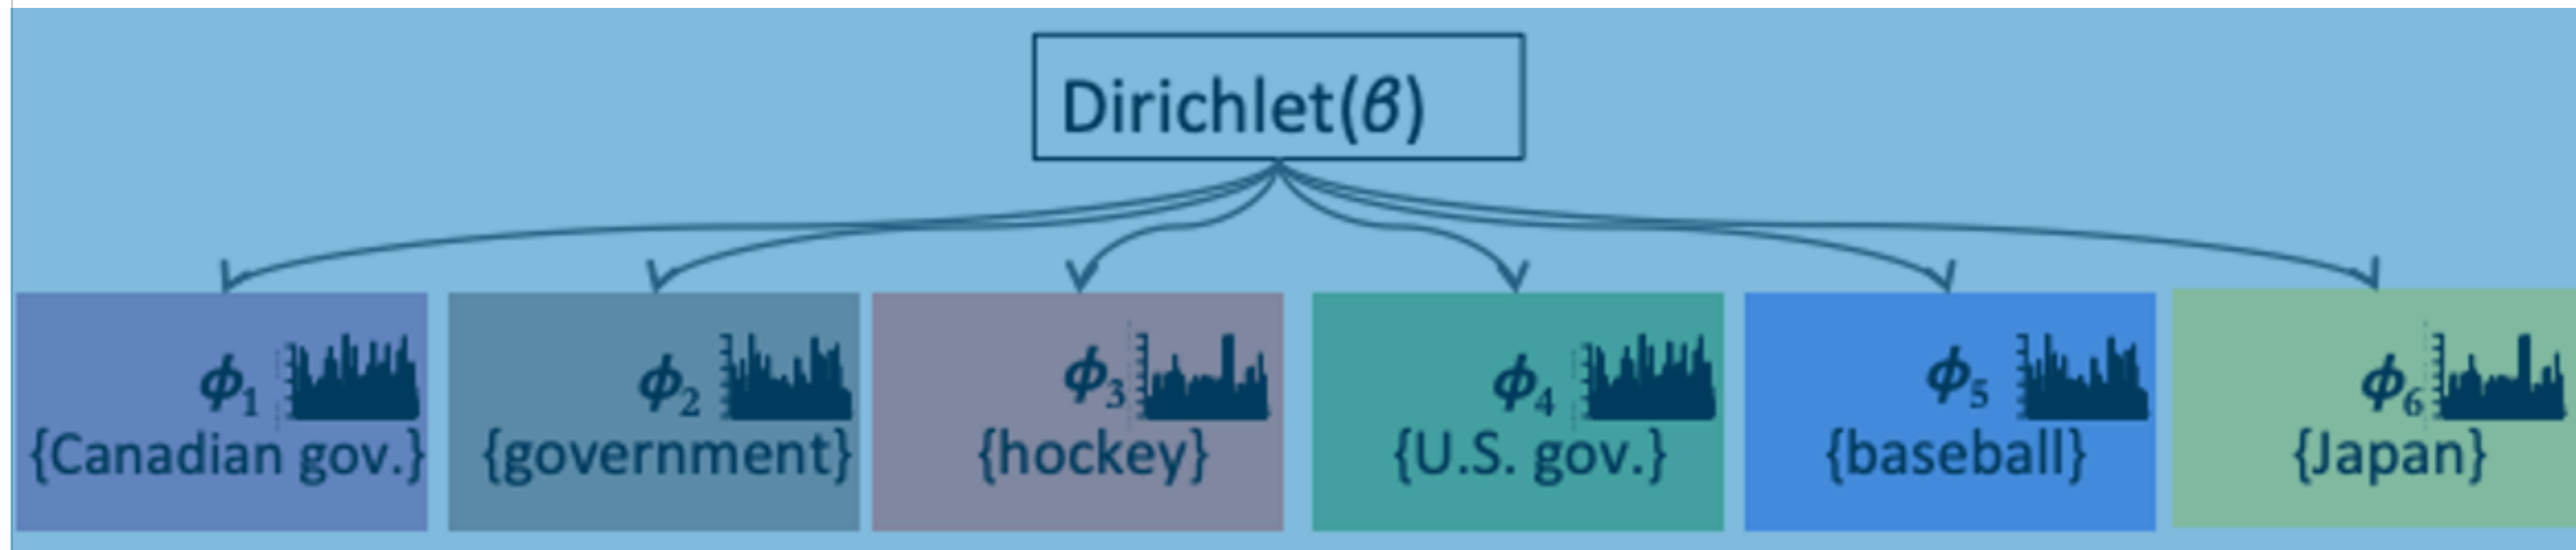 Dirichlet(β)
ϕ1 ϕ2 ϕ3 ϕ4 ϕ5 ϕ6
{Canadian gov.} {government} {hockey} {U.S. gov.} {baseball} {Japan}